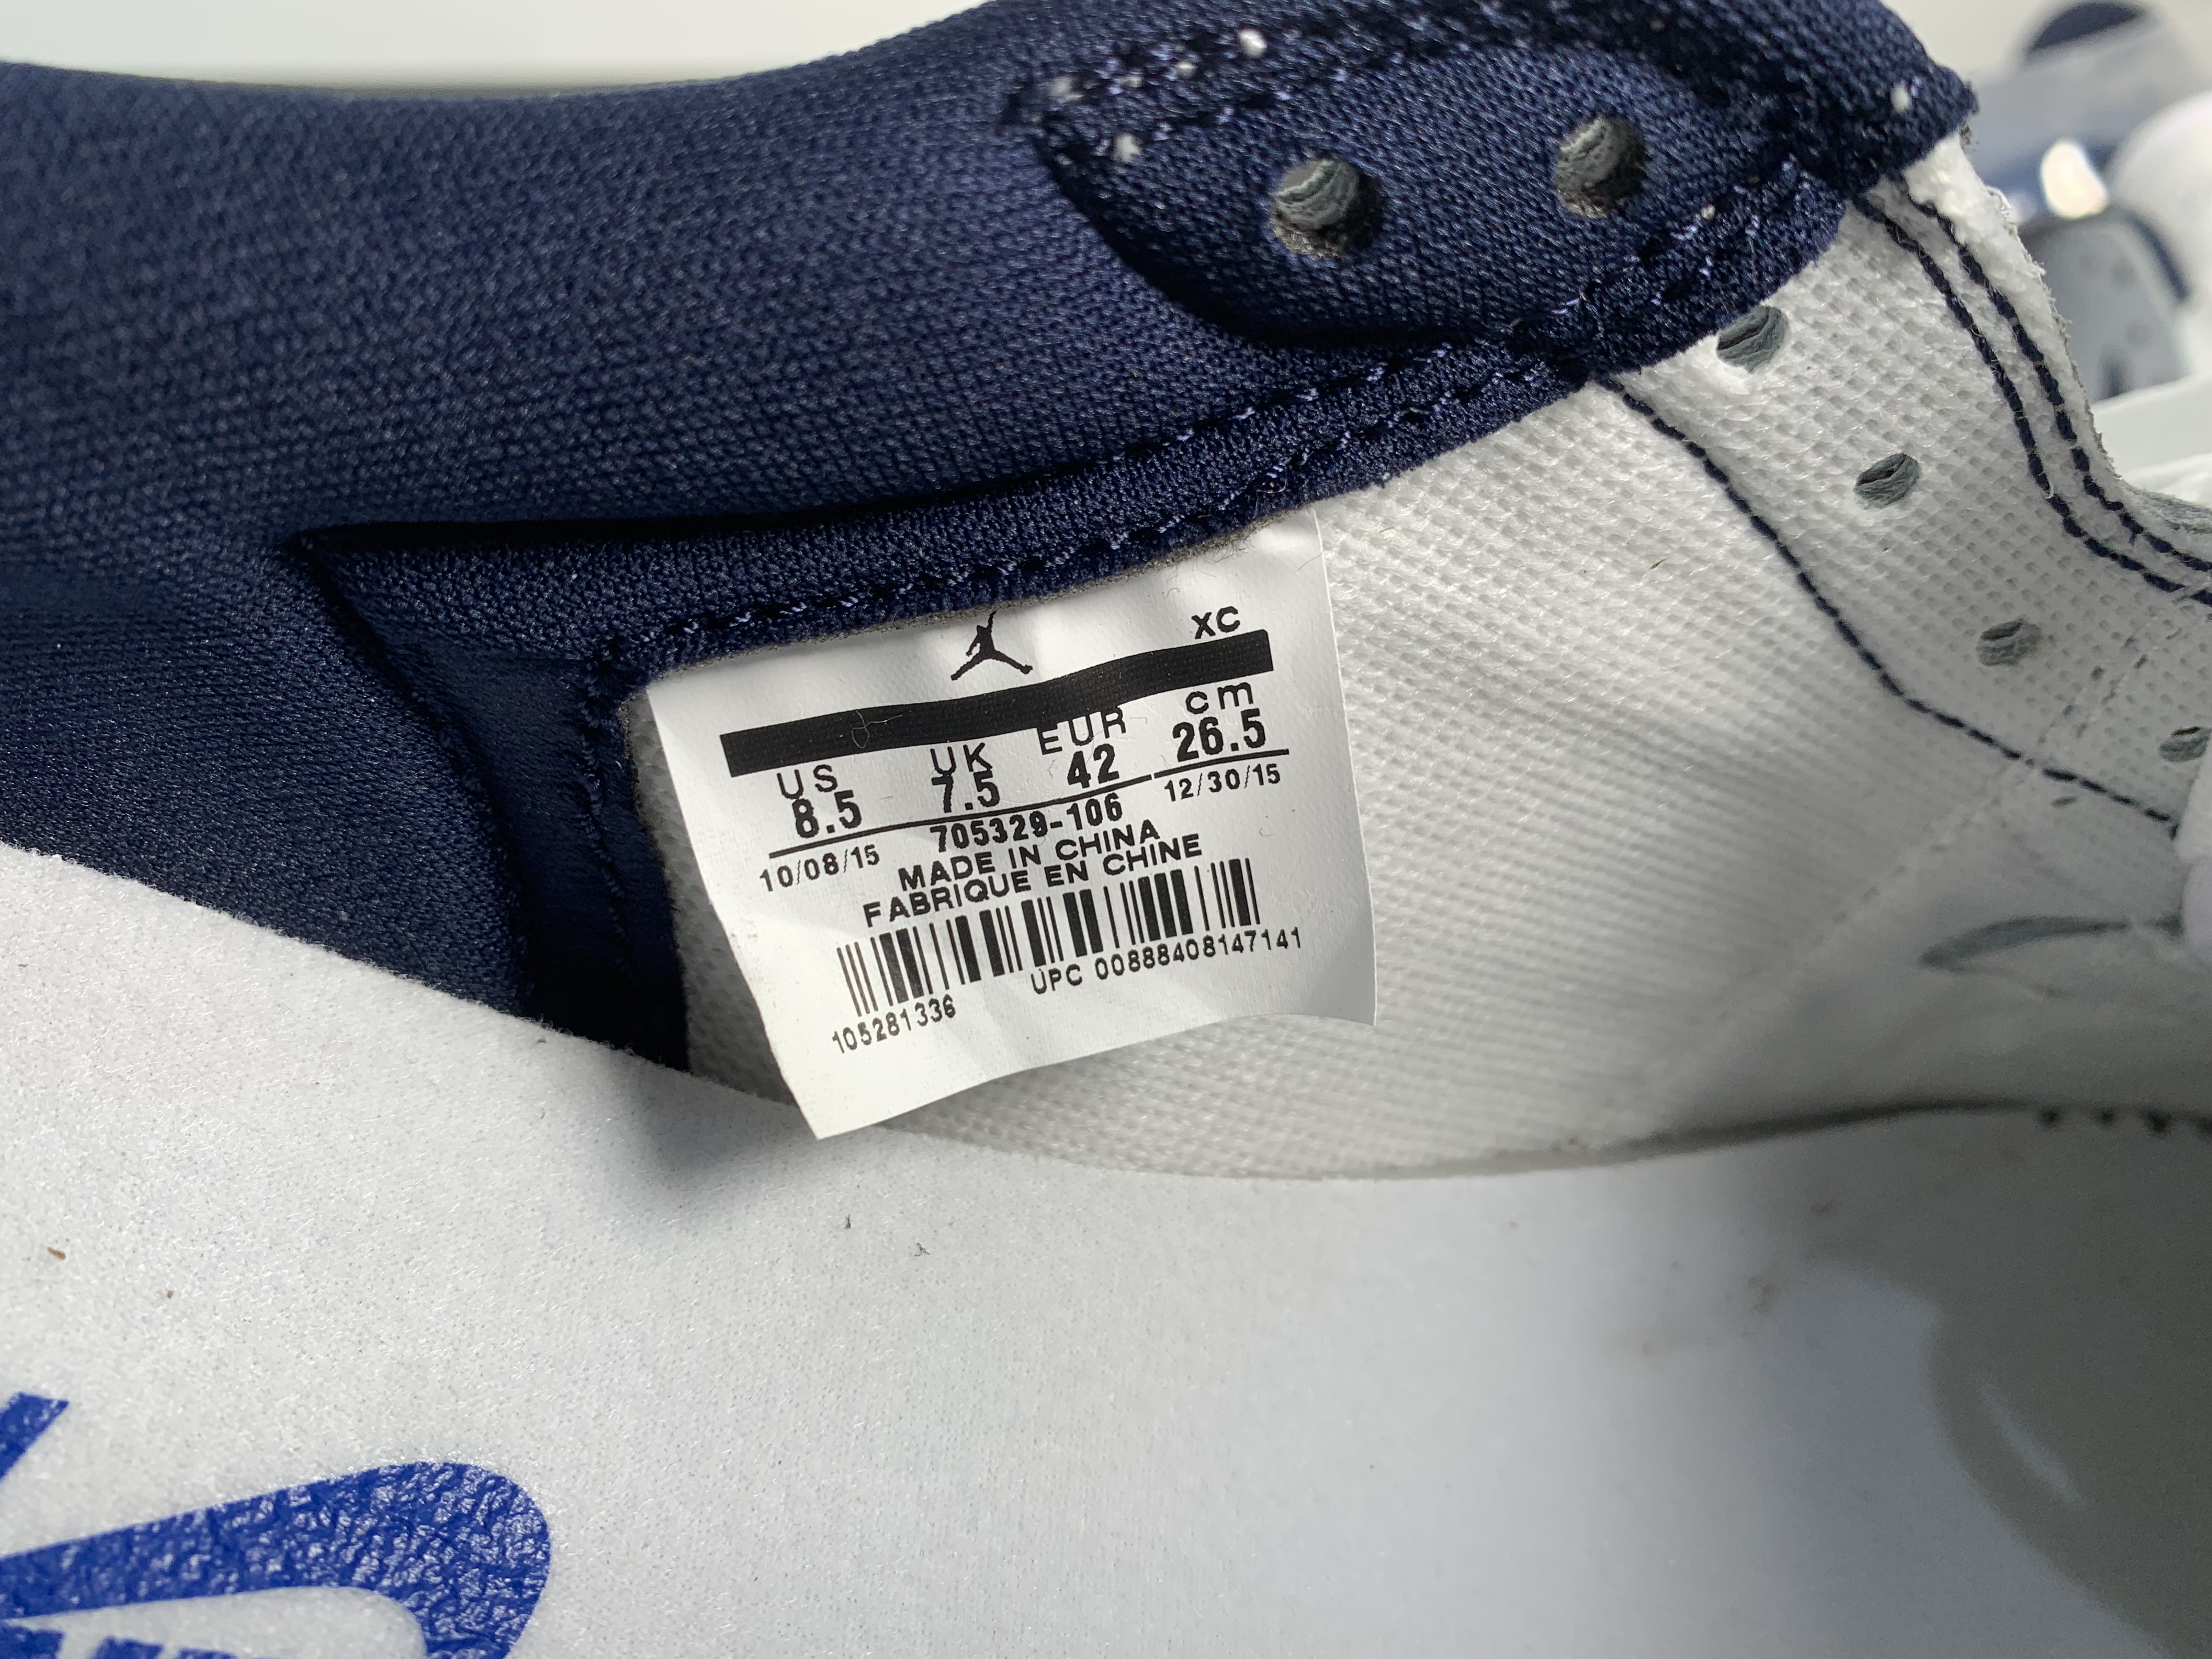 XC
US UK EUR cm
8.5 7.5 42 26.5
10/08/15 705329-106 12/30/15
MADE IN CHINA
FABRIQUE EN CHINE
105281336 UPC 00888408147141